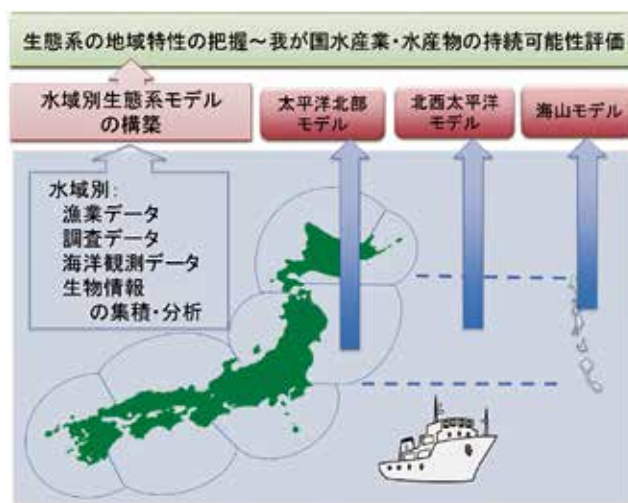 生態系の地域特性の把握～我が国水産業・水産物の持続可能性評価
水域別生態系モデル
の構築
太平洋北部
モデル
北西太平洋
モデル
海山モデル
水域別:
漁業データ
調査データ
海洋観測データ
生物情報
の集積・分析